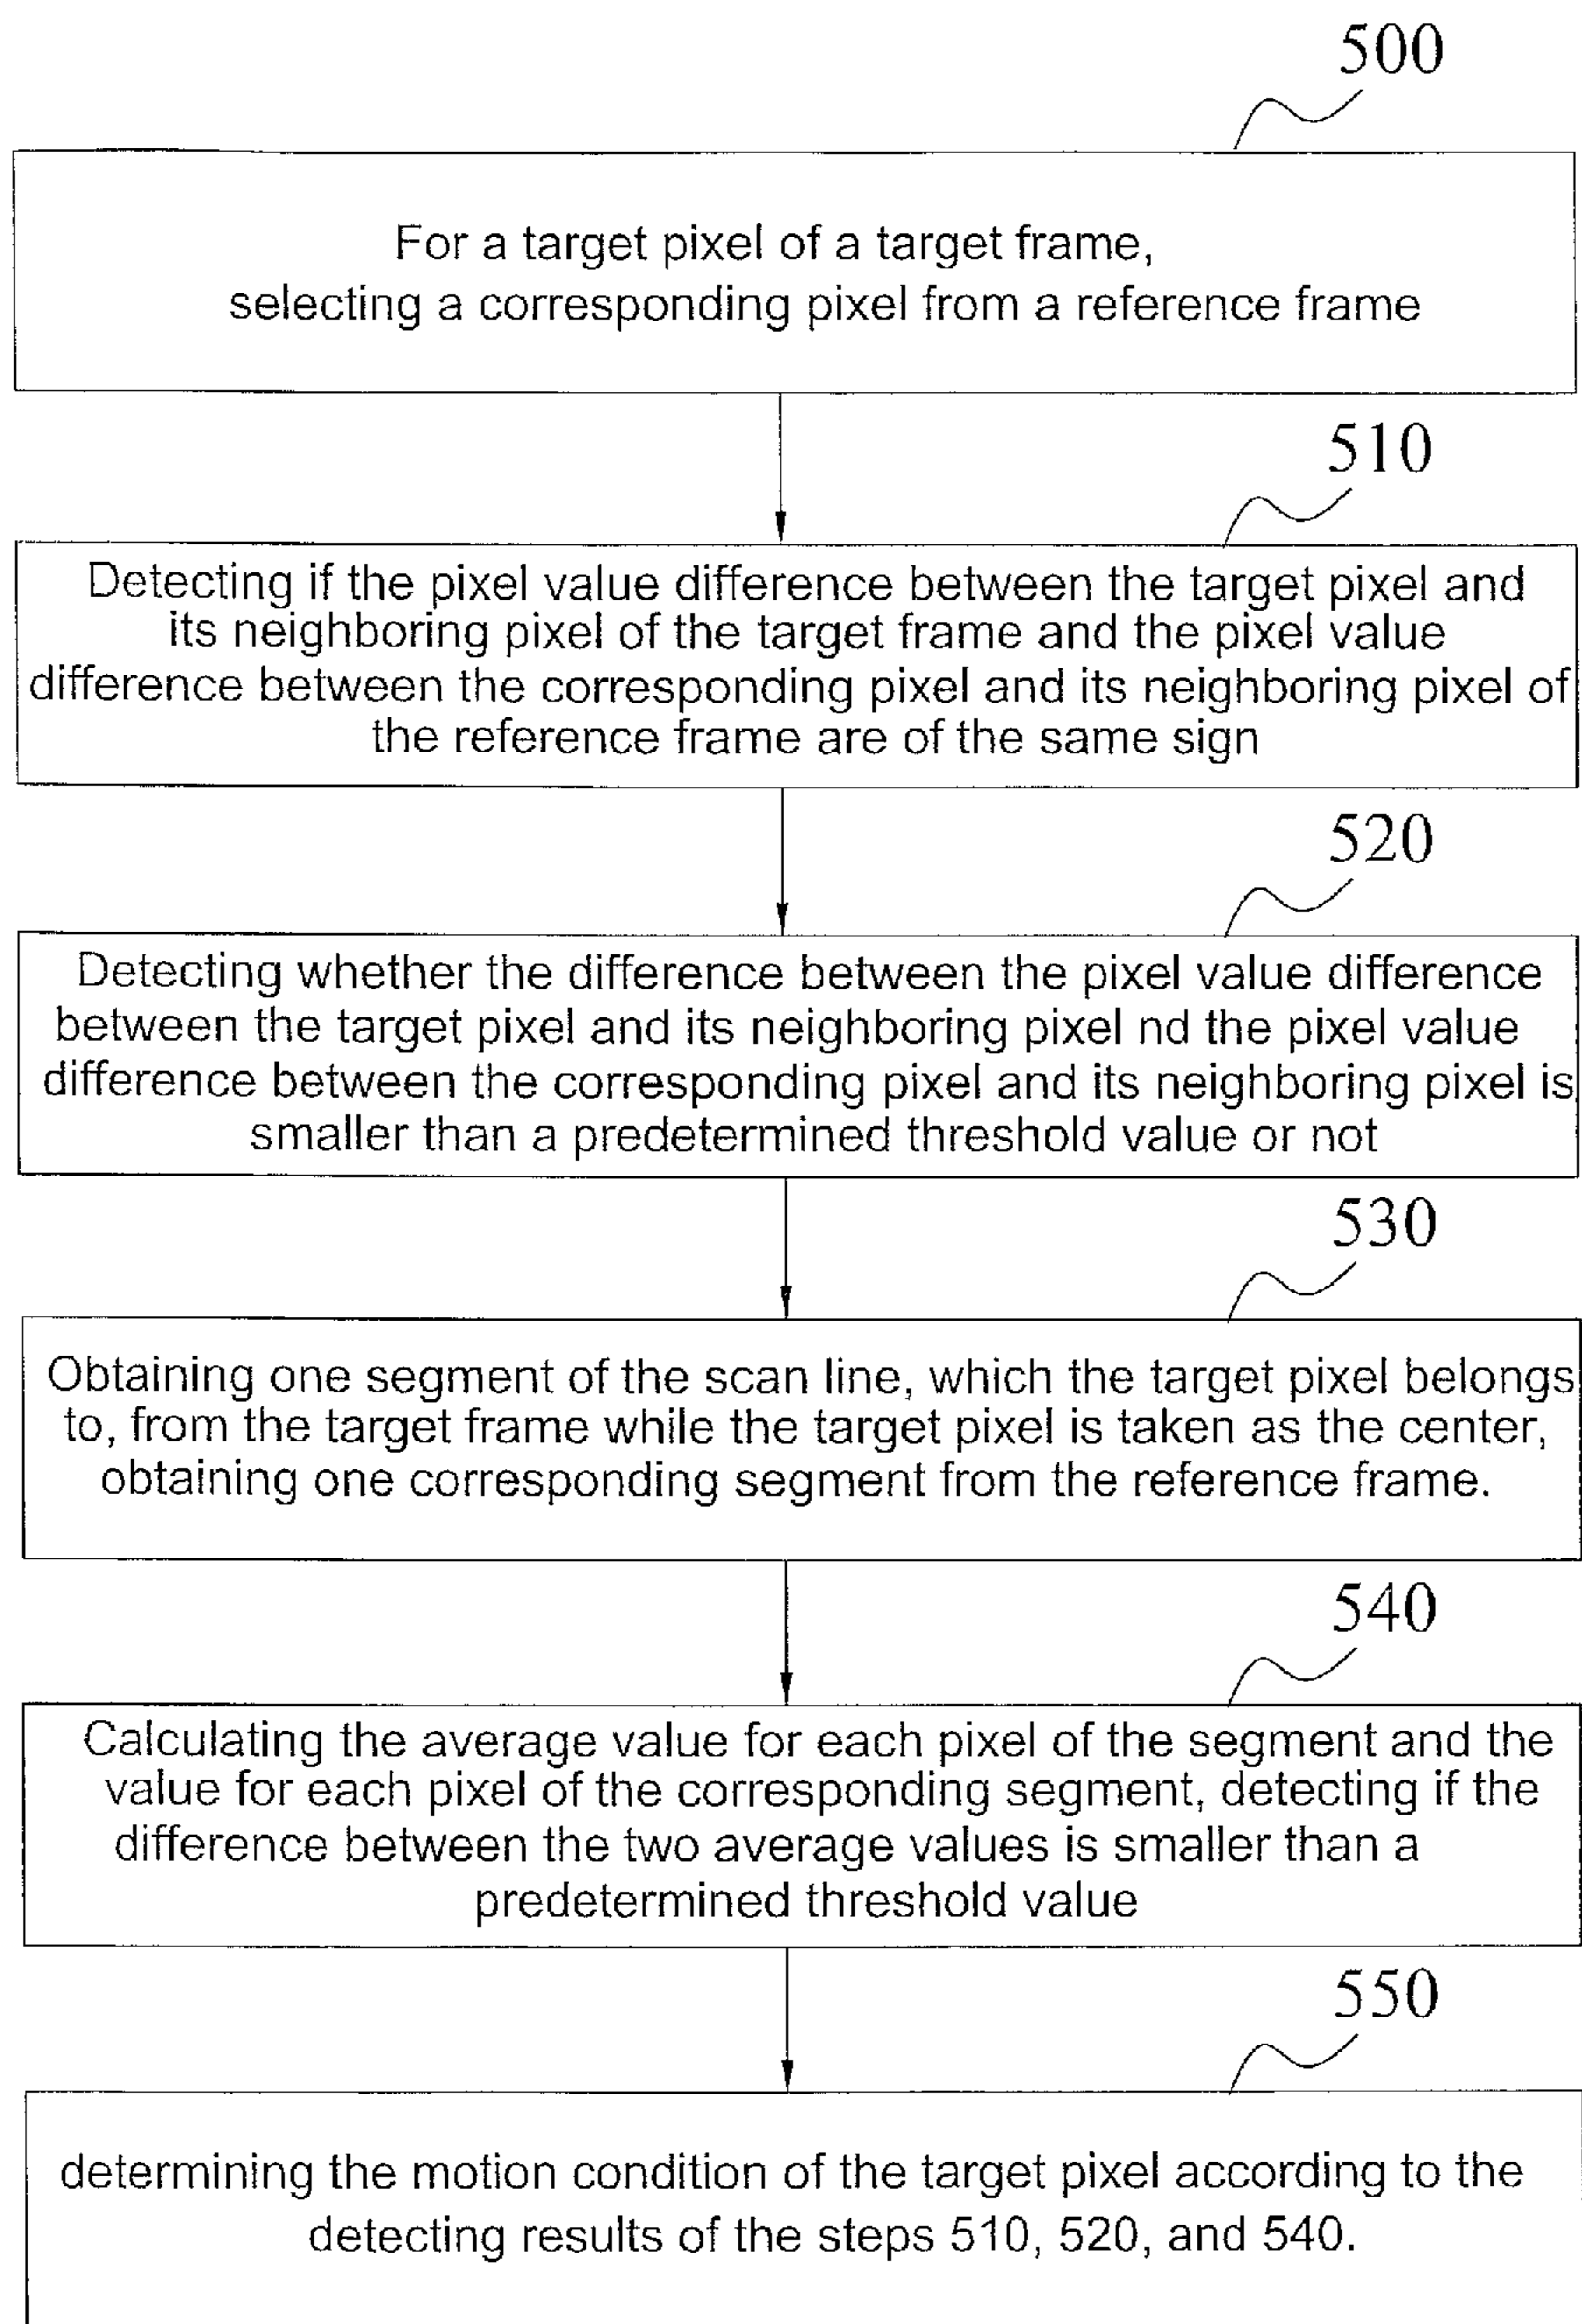 500
For a target pixel of a target frame,
selecting a corresponding pixel from a reference frame
510
Detecting if the pixel value difference between the target pixel and
its neighboring pixel of the target frame and the pixel value
difference between the corresponding pixel and its neighboring pixel of
the reference frame are of the same sign
520
Detecting whether the difference between the pixel value difference
between the target pixel and its neighboring pixel nd the pixel value
difference between the corresponding pixel and its neighboring pixel is
smaller than a predetermined threshold value or not
530
Obtaining one segment of the scan line, which the target pixel belongs
to, from the target frame while the target pixel is taken as the center,
obtaining one corresponding segment from the reference frame.
540
Calculating the average value for each pixel of the segment and the
value for each pixel of the corresponding segment, detecting if the
difference between the two average values is smaller than a
predetermined threshold value
550
determining the motion condition of the target pixel according to the
detecting results of the steps 510, 520, and 540.